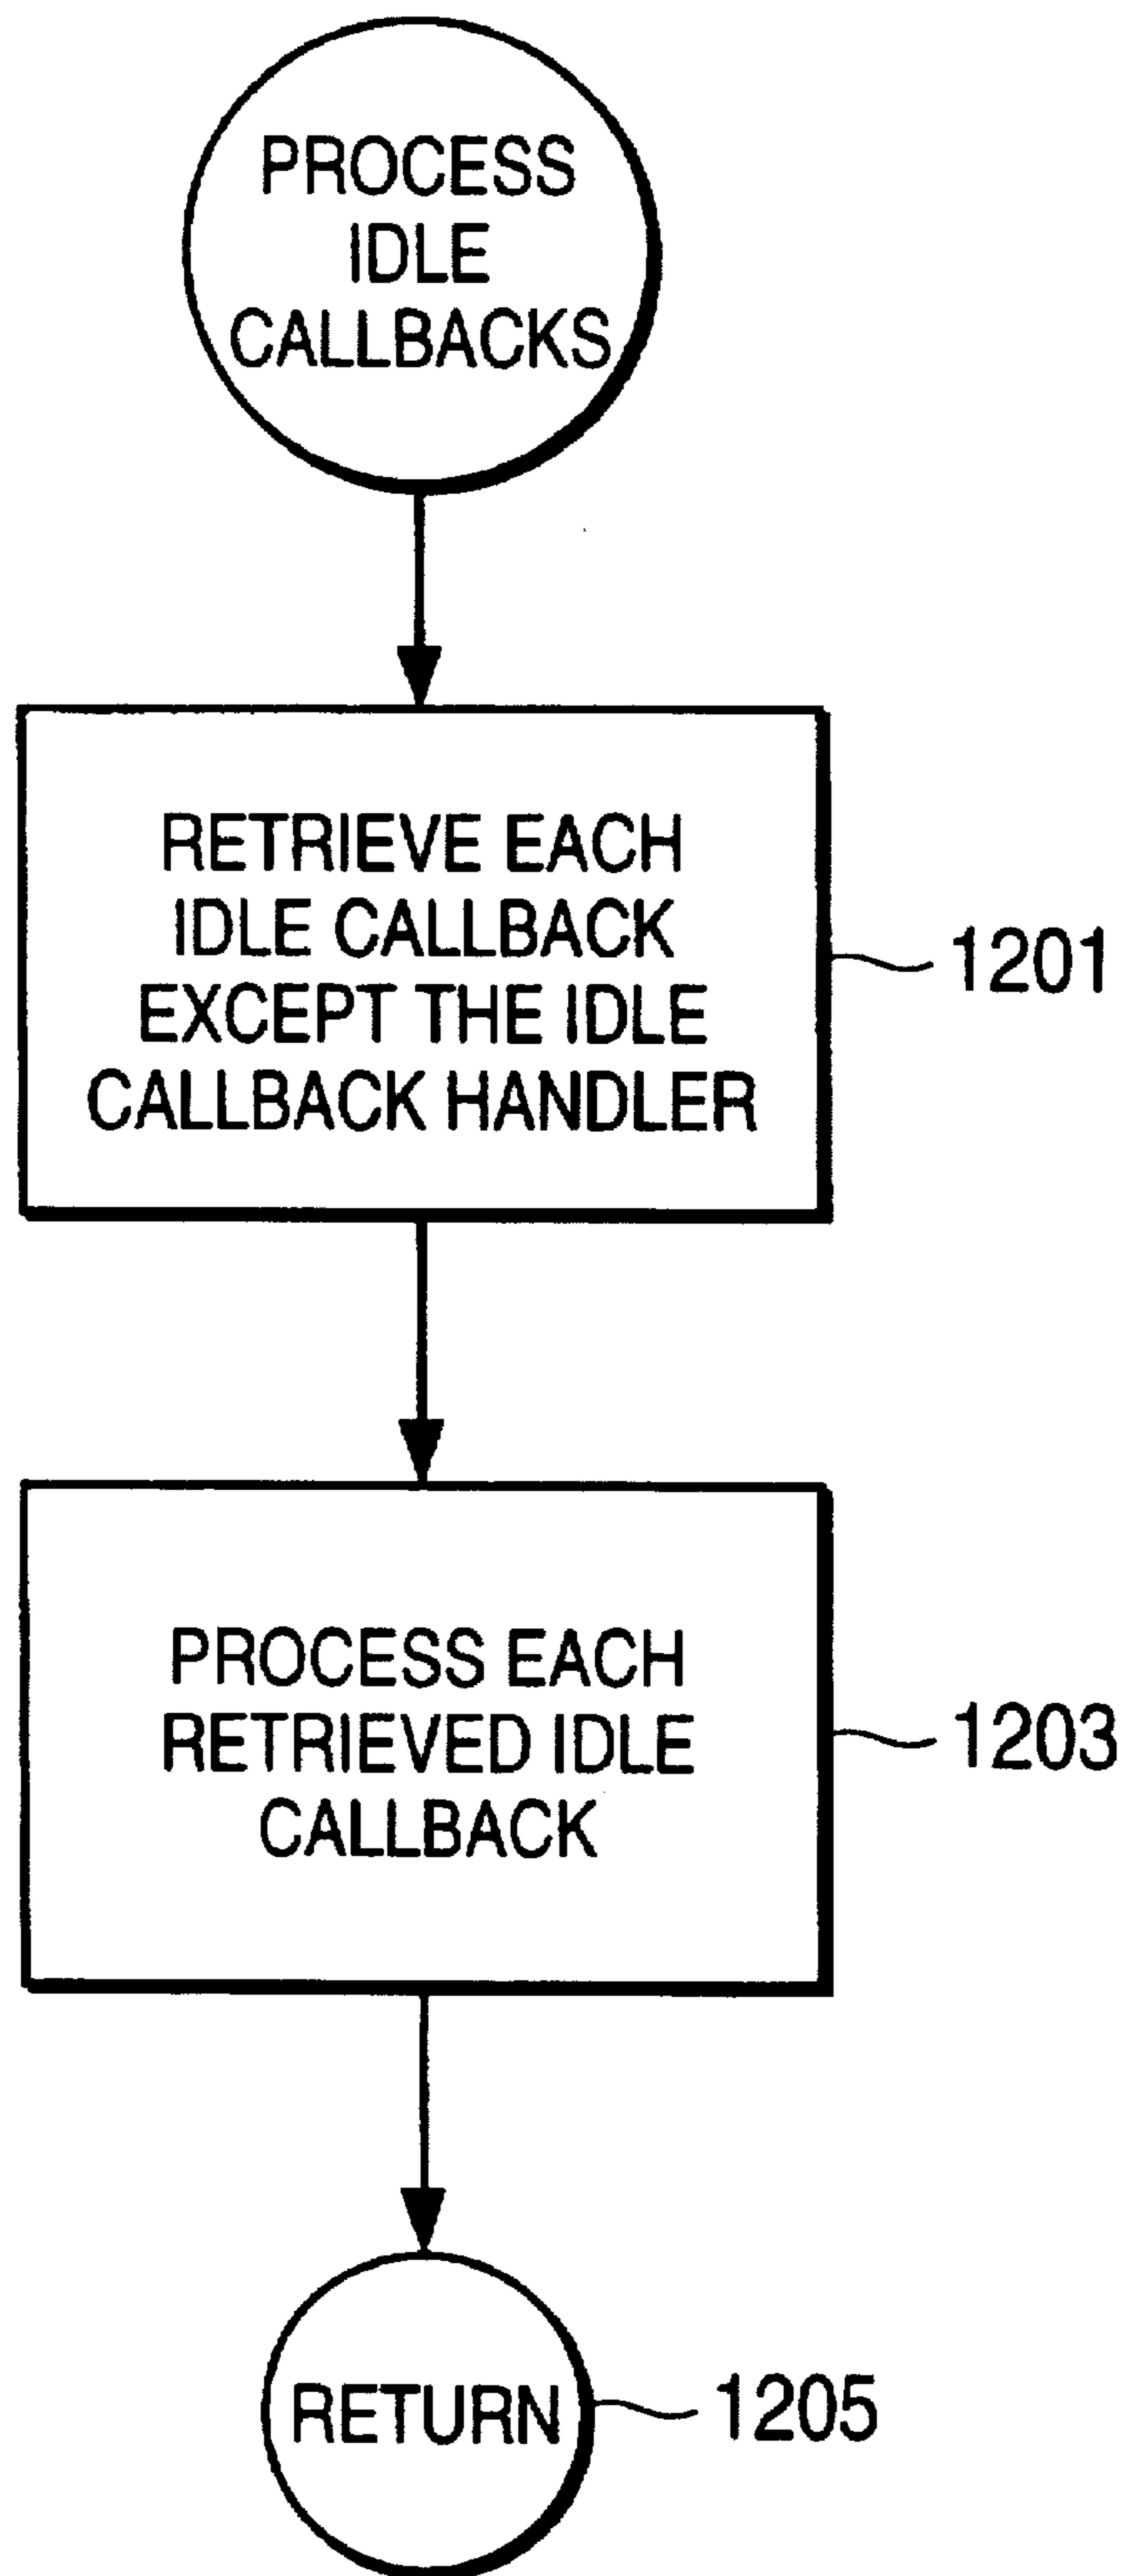 PROCESS
IDLE
CALLBACKS
RETRIEVE EACH
IDLE CALLBACK
EXCEPT THE IDLE
CALLBACK HANDLER
1201
PROCESS EACH
RETRIEVED IDLE
CALLBACK
1203
RETURN
1205